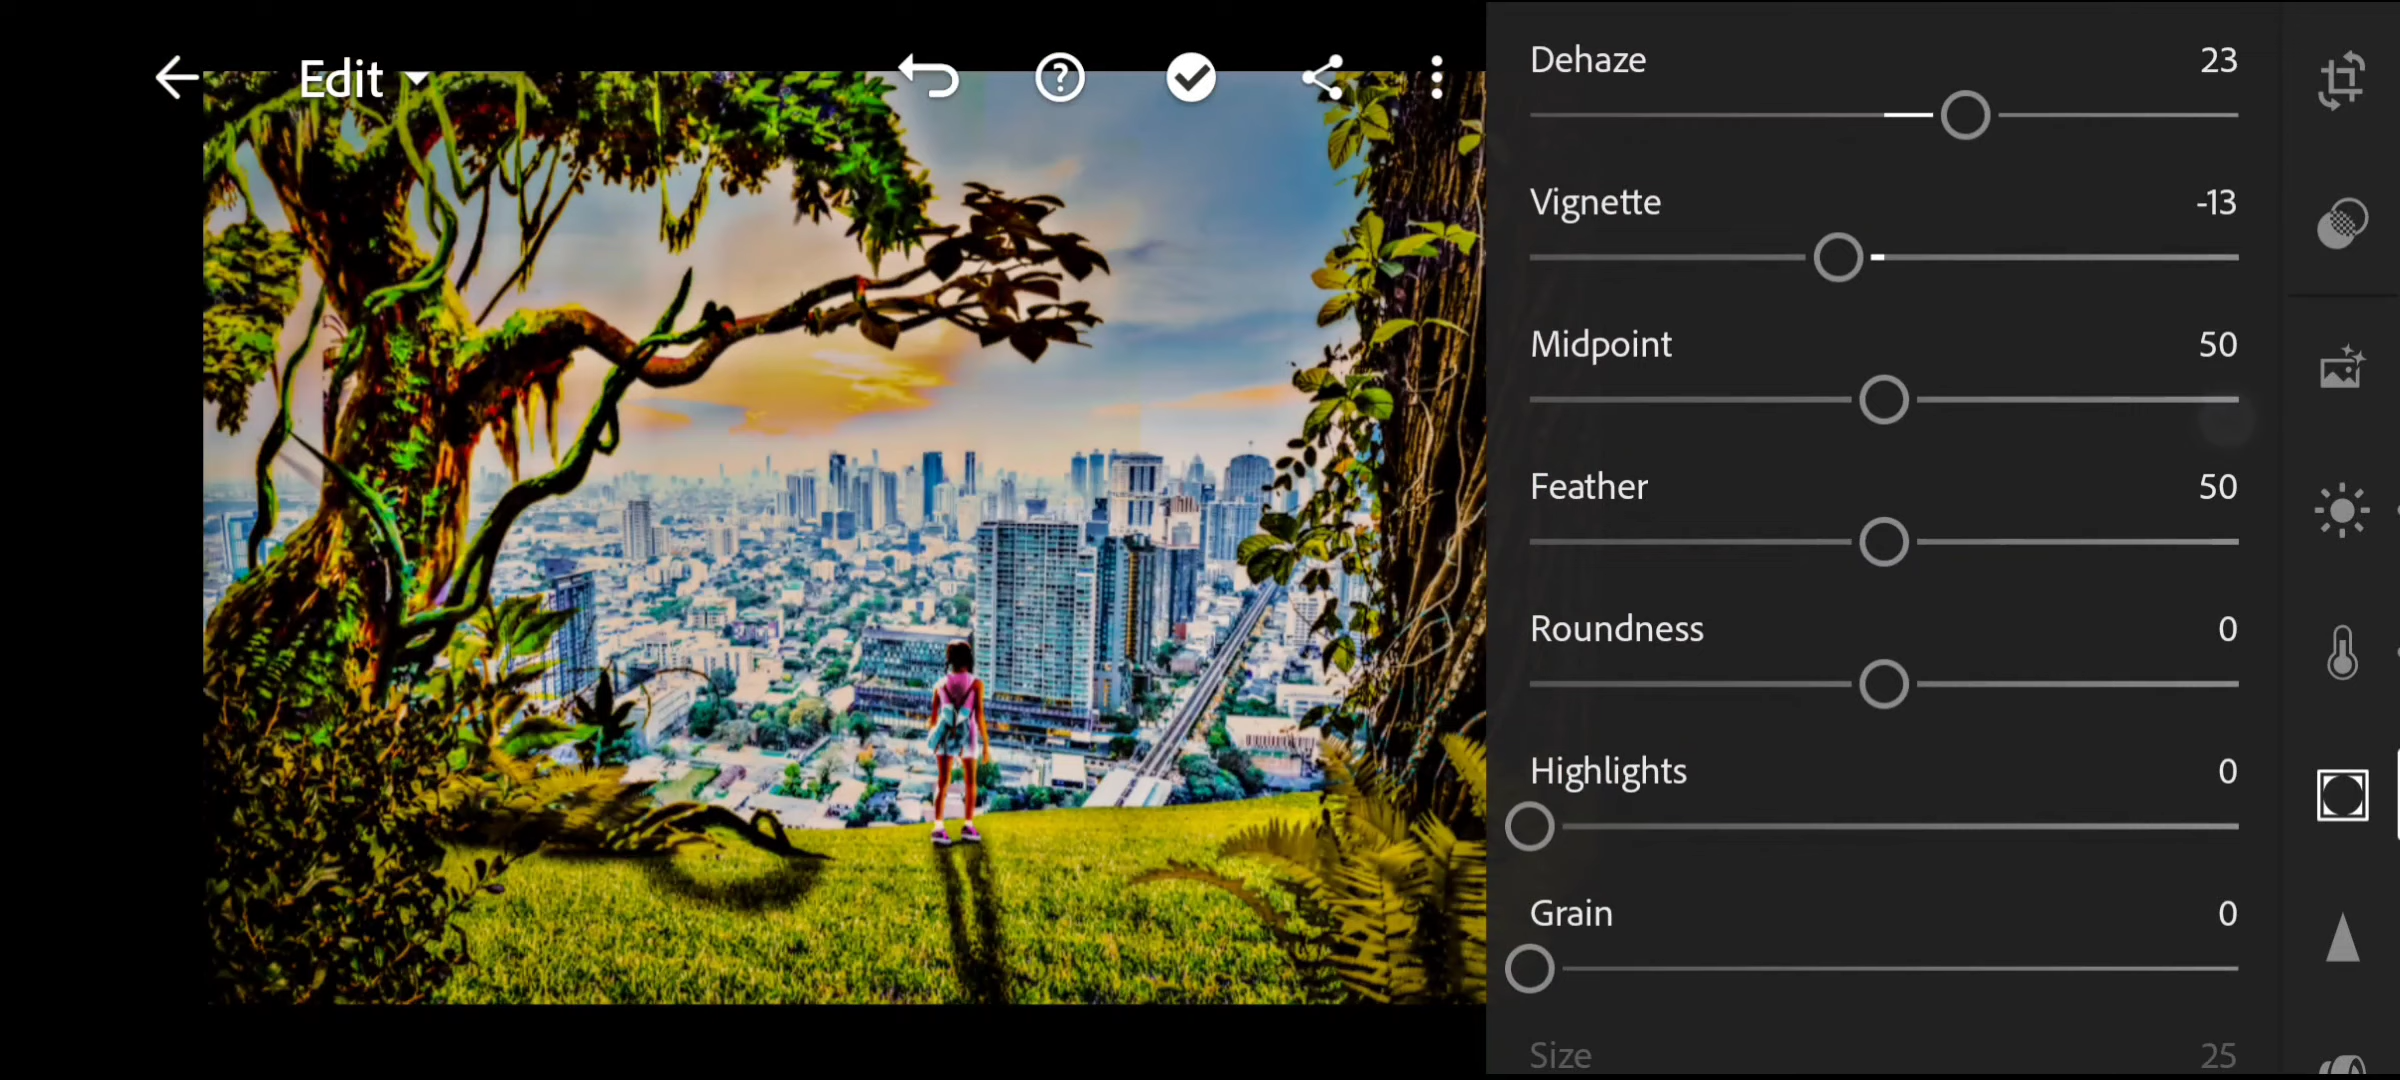 Edit
Dehaze 23
Vignette -13
Midpoint 50
Feather 50
Roundness 0
Highlights 0
Grain 0
Size 25